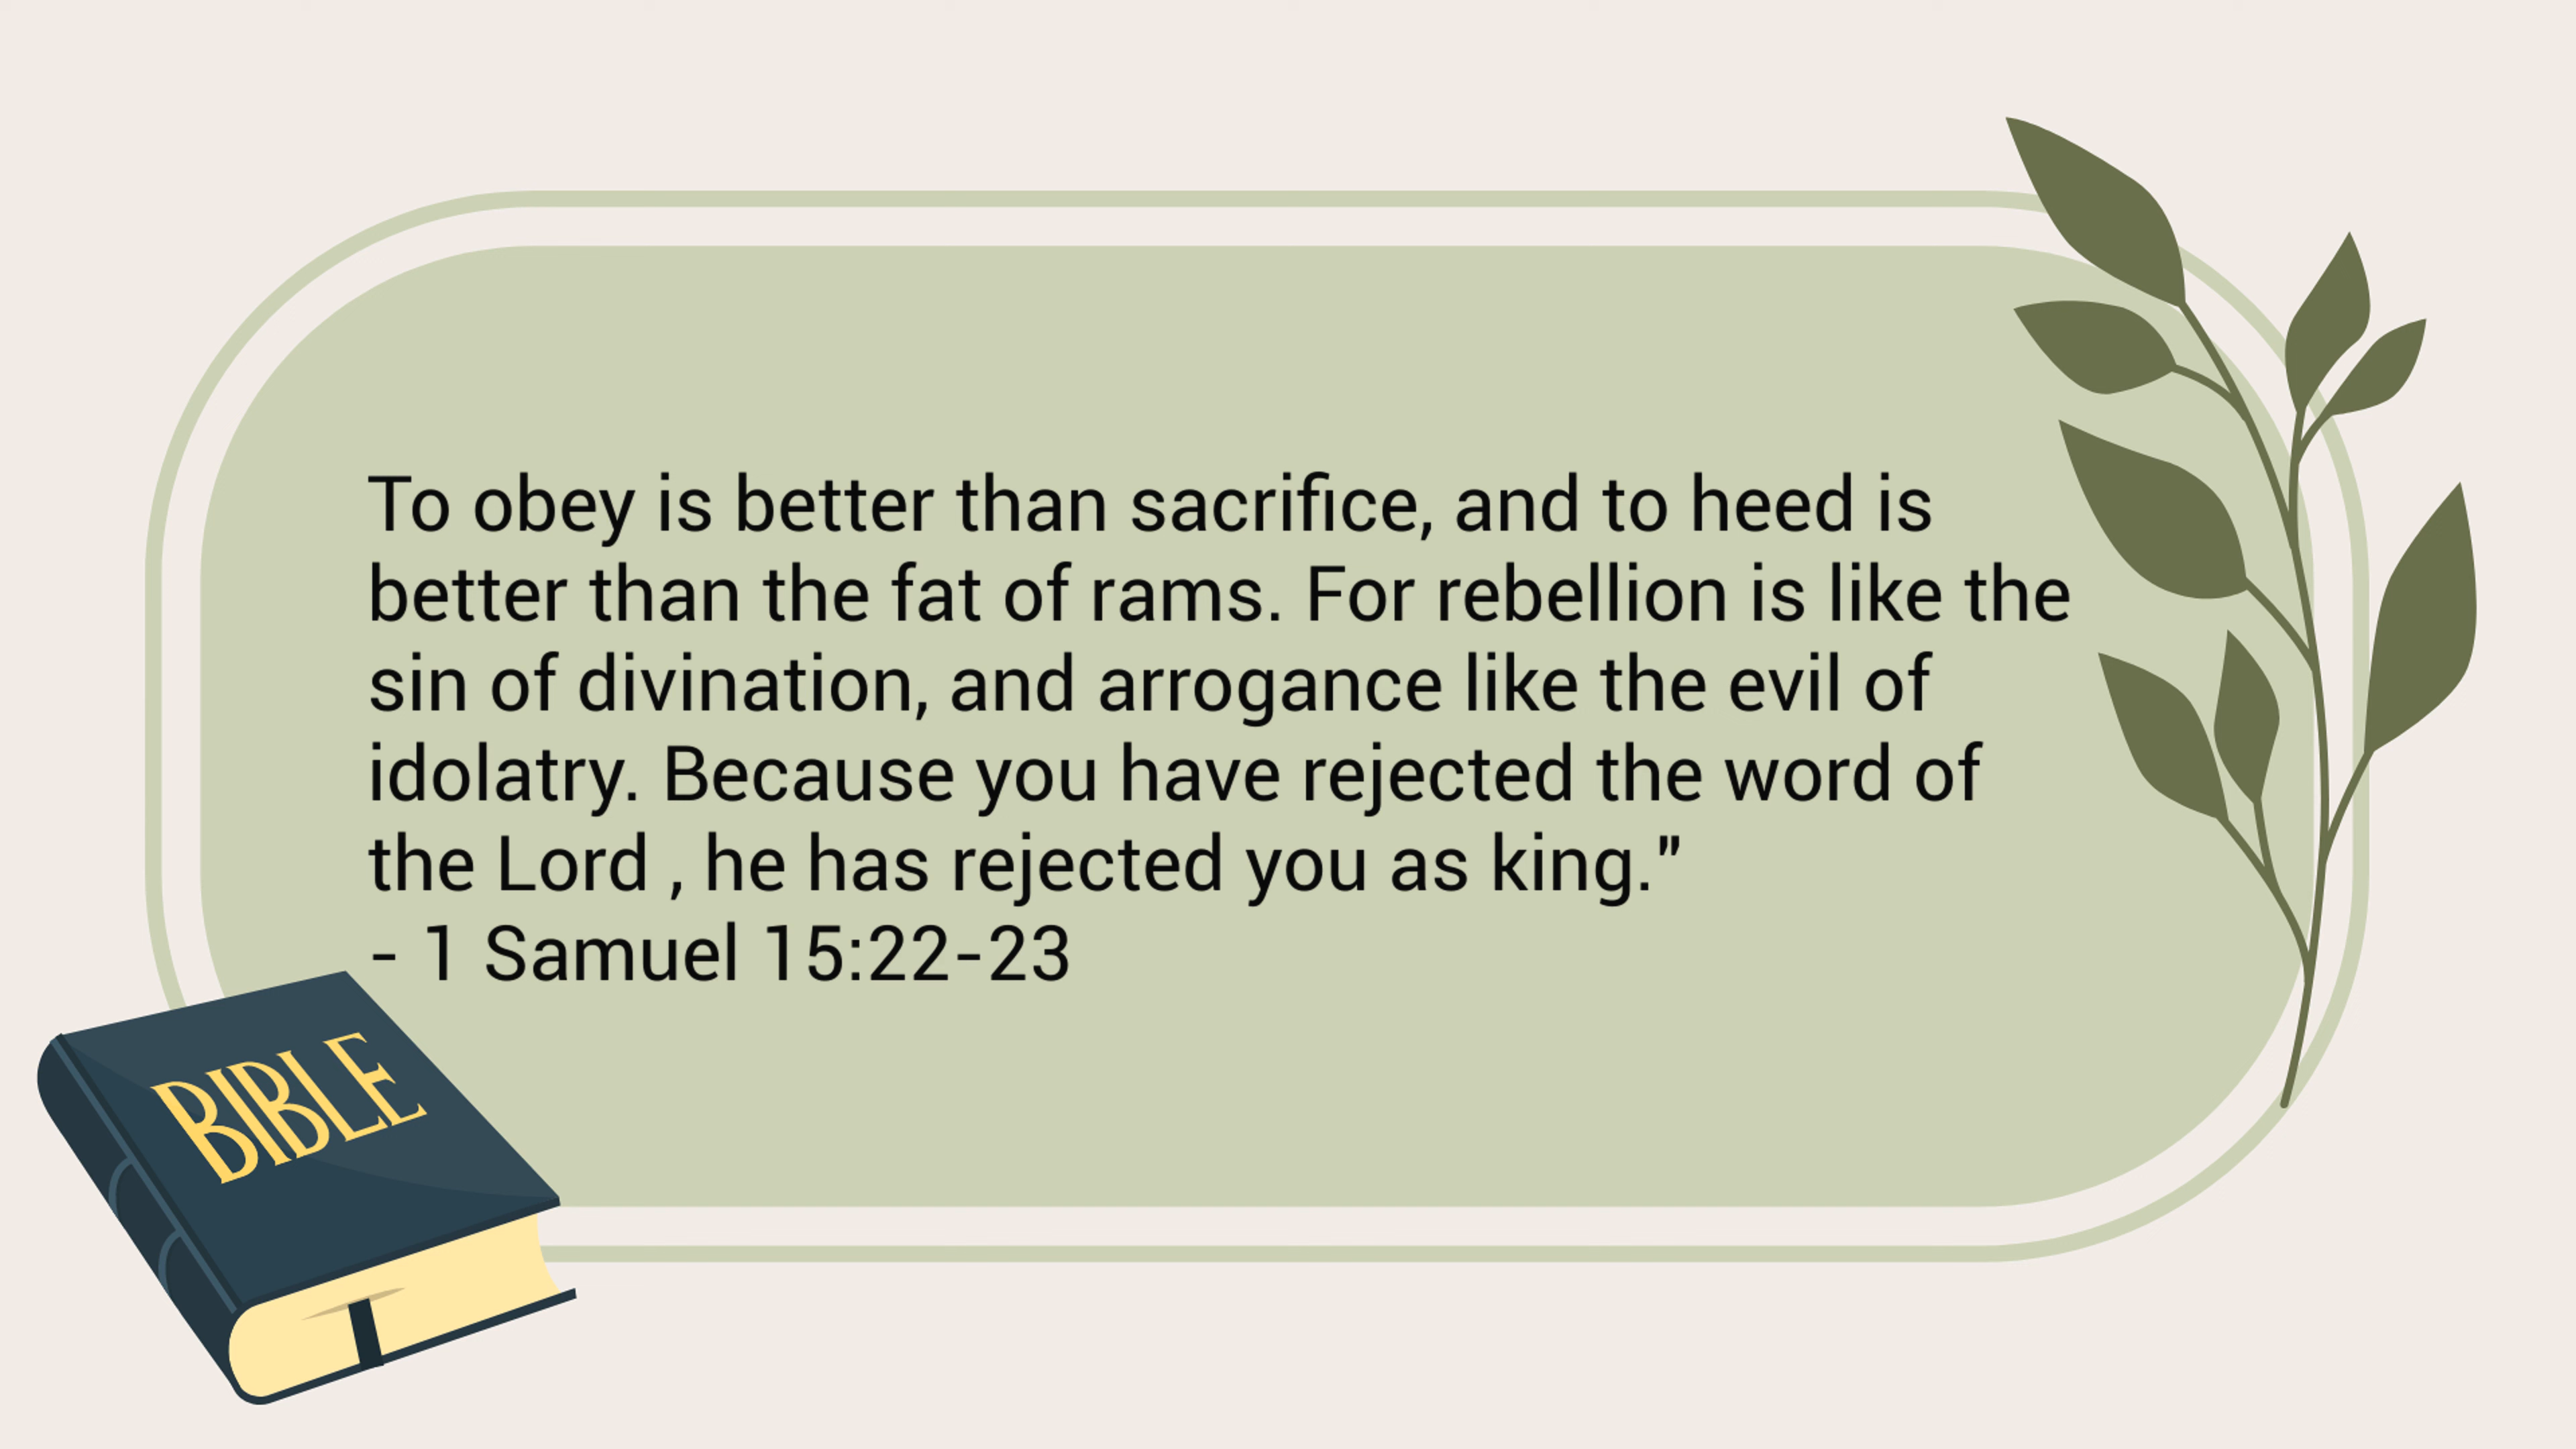 To obey is better than sacrifice, and to heed is
better than the fat of rams. For rebellion is like the
sin of divination, and arrogance like the evil of
idolatry. Because you have rejected the word of
the Lord , he has rejected you as king."
- 1 Samuel 15:22-23
BIBLE